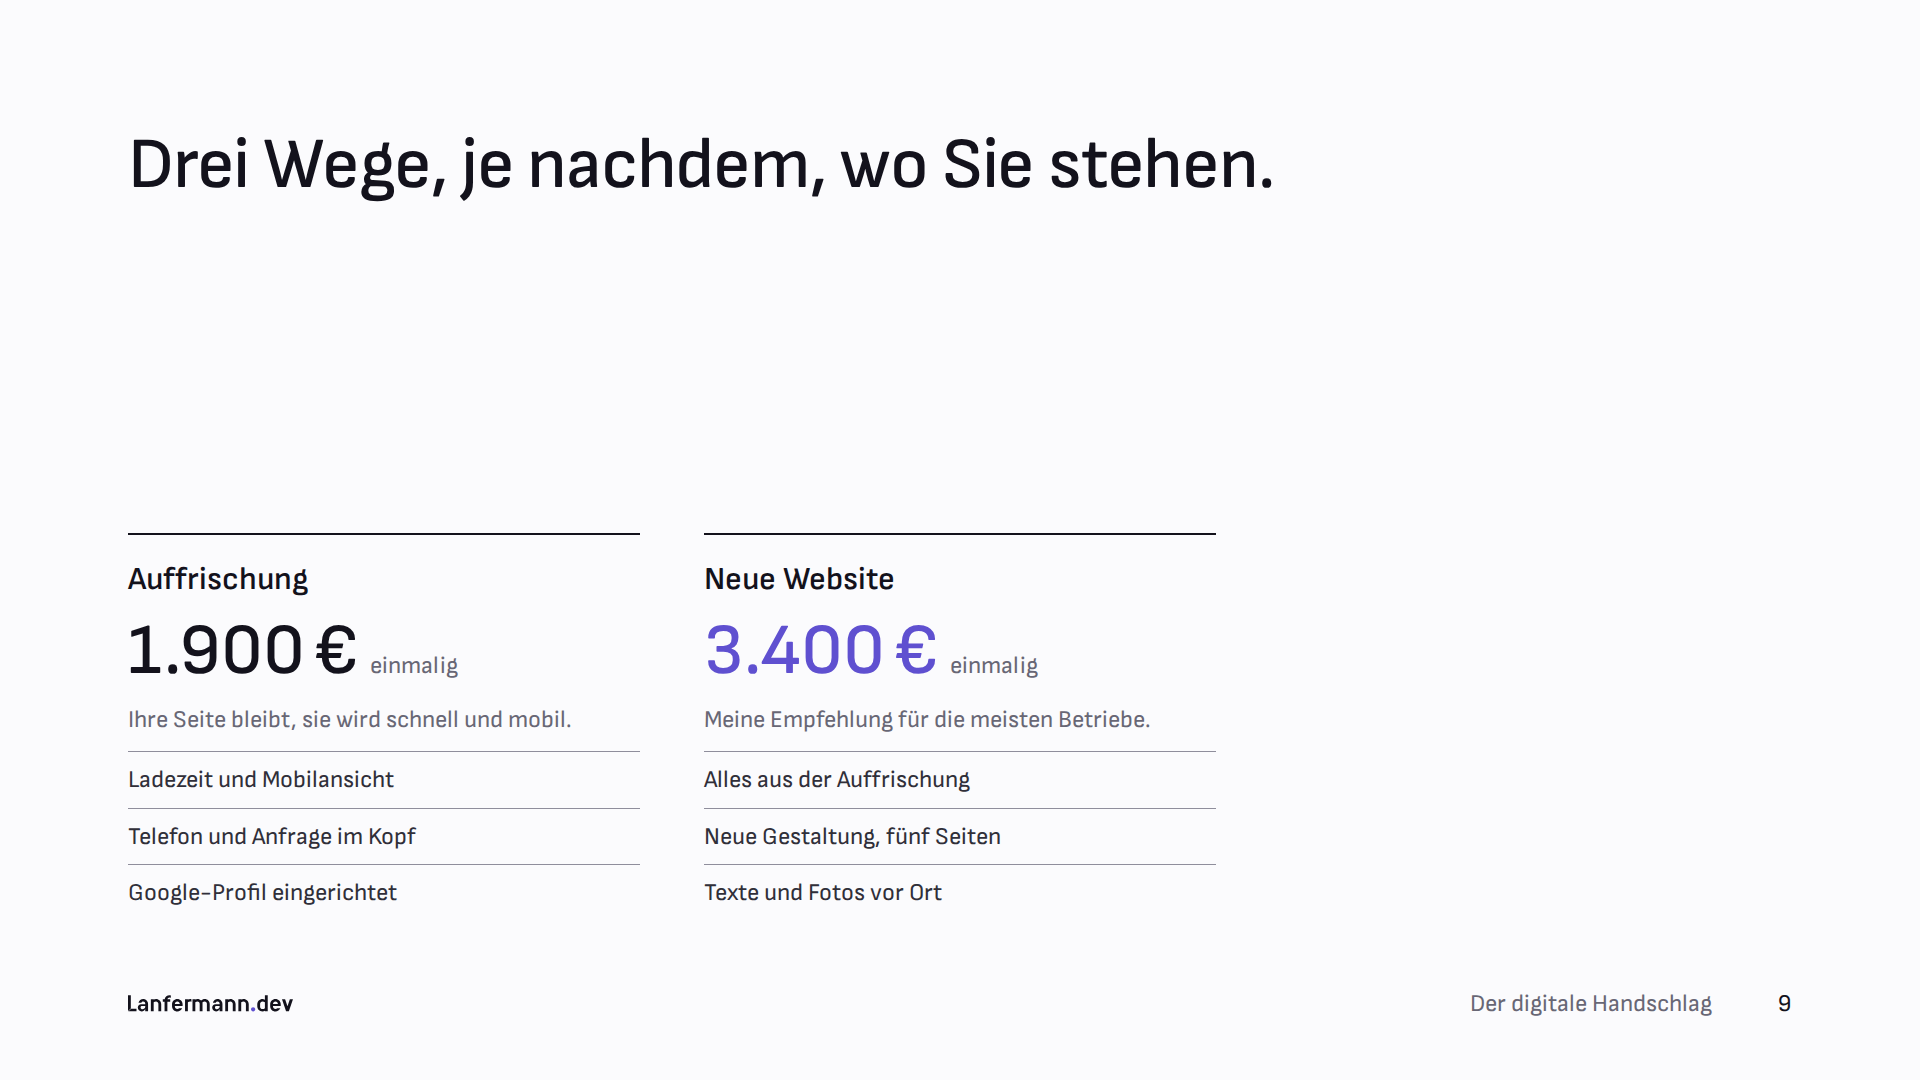 Drei Wege, je nachdem, wo Sie stehen.
Auffrischung
1.900 € einmalig
Ihre Seite bleibt, sie wird schnell und mobil.
Ladezeit und Mobilansicht
Telefon und Anfrage im Kopf
Google-Profil eingerichtet
Neue Website
3.400 € einmalig
Meine Empfehlung für die meisten Betriebe.
Alles aus der Auffrischung
Neue Gestaltung, fünf Seiten
Texte und Fotos vor Ort
Lanfermann.dev
Der digitale Handschlag 9